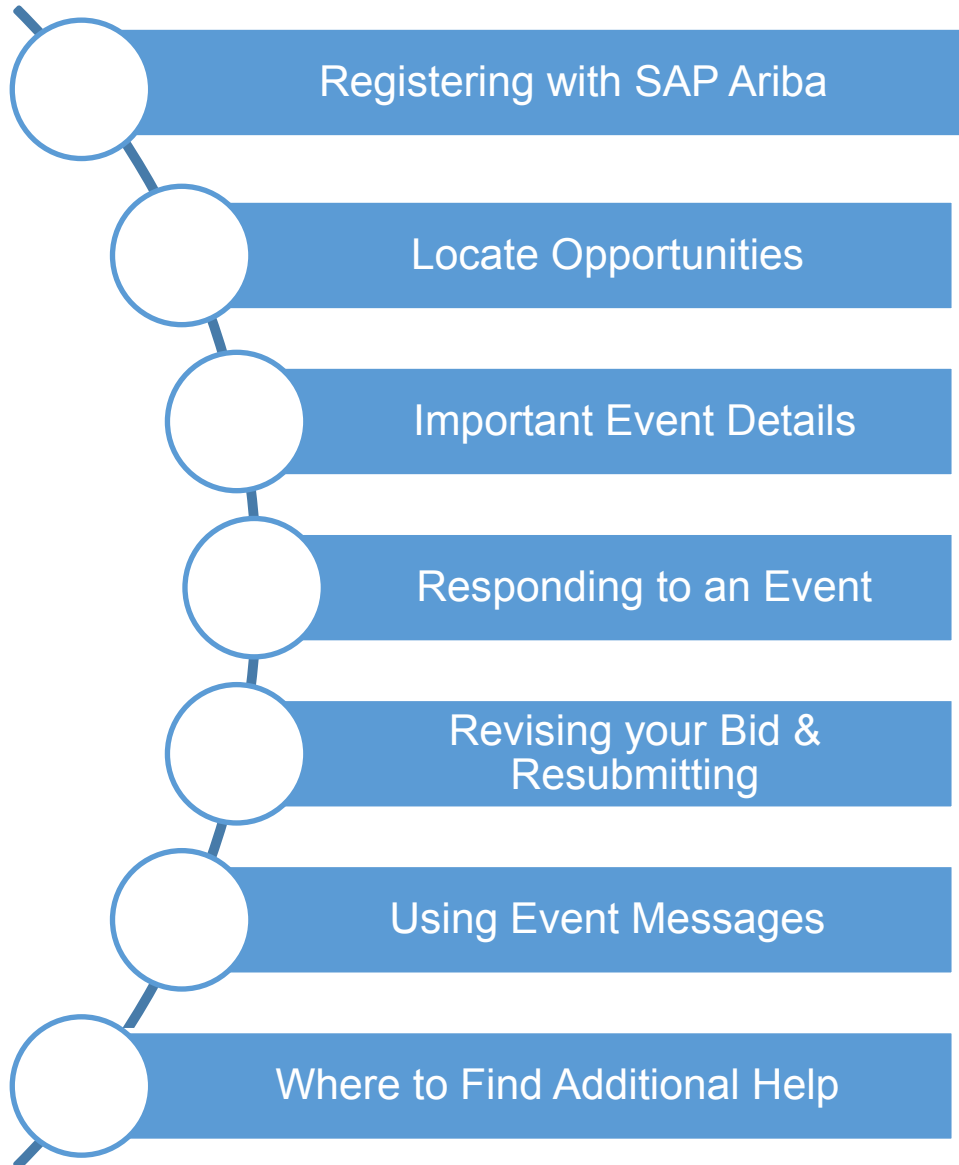 Registering with SAP Ariba
Locate Opportunities
Important Event Details
Responding to an Event
Revising your Bid &
Resubmitting
Using Event Messages
Where to Find Additional Help